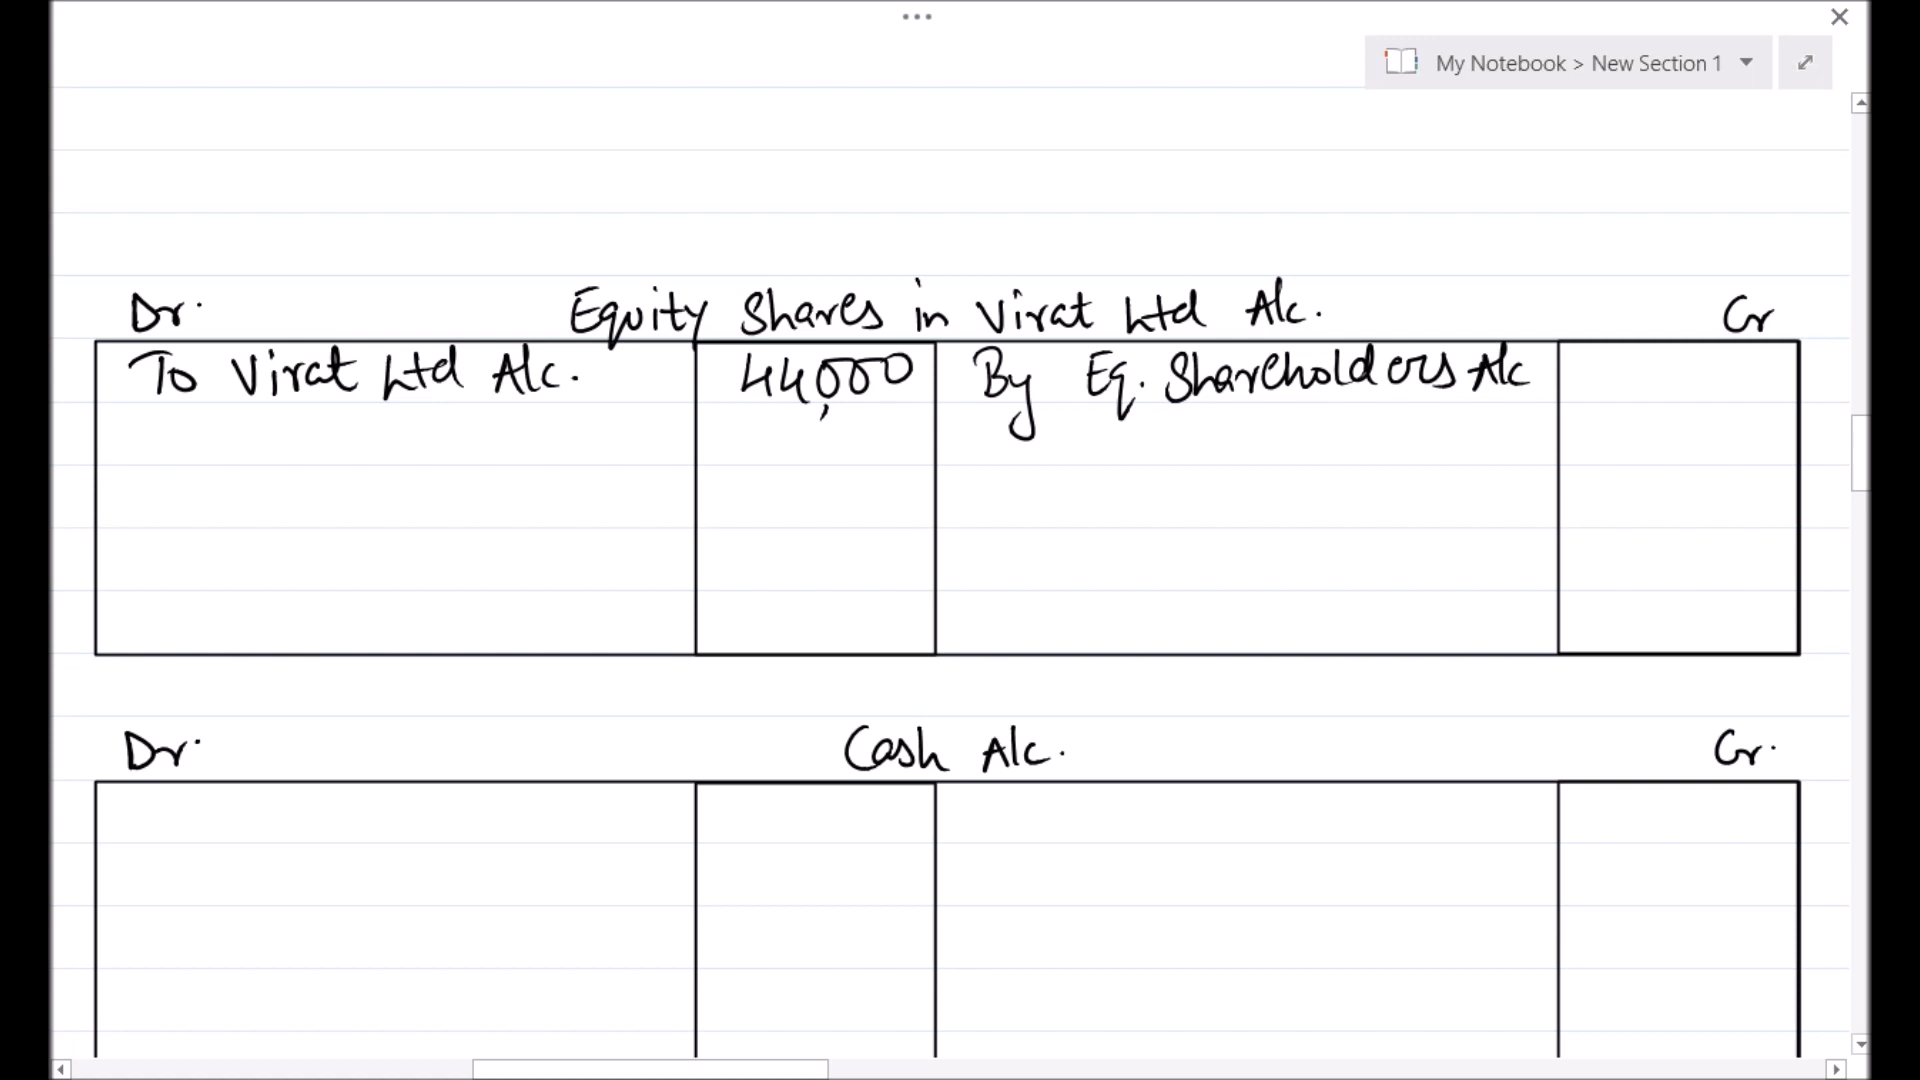 My Notebook > New Section 1
Dr. Equity Shares in Virat Ltd A/c. Cr
To Virat Ltd A/c. 44,000 By Eq. Shareholders A/c
Dr. Cash A/c. Cr.